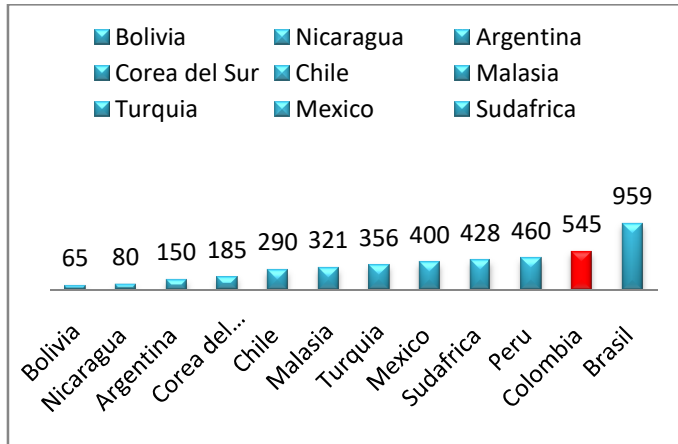 Bolivia Nicaragua Argentina
Corea del Sur Chile Malasia
Turquia Mexico Sudafrica
65 80 150 185 290 321 356 400 428 460 545 959
Bolivia Nicaragua Argentina Corea del... Chile Malasia Turquia Mexico Sudafrica Peru Colombia Brasil